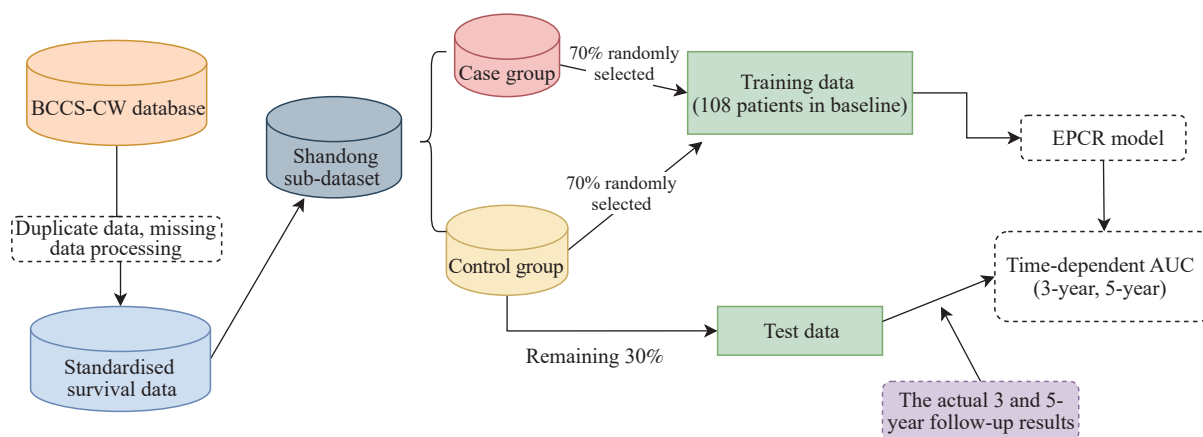 BCCS-CW database
Duplicate data, missing
data processing
Standardised
survival data
Shandong
sub-dataset
Case group
Control group
70% randomly
selected
70% randomly
selected
Remaining 30%
Training data
(108 patients in baseline)
Test data
EPCR model
Time-dependent AUC
(3-year, 5-year)
The actual 3 and 5-
year follow-up results